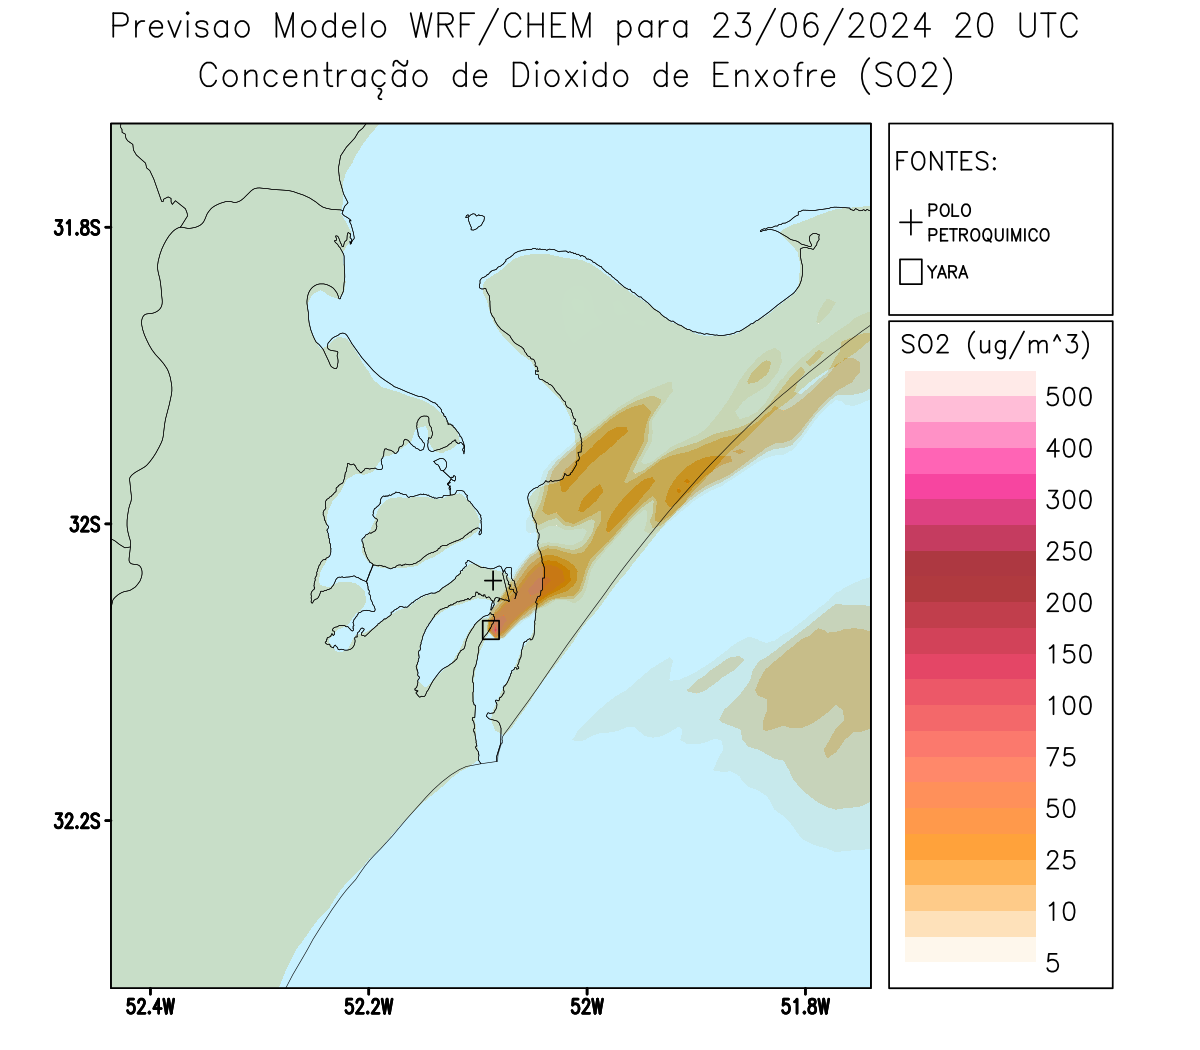 Previsao Modelo WRF/CHEM para 23/06/2024 20 UTC
Concentração de Dioxido de Enxofre (SO2)
FONTES:
POLO
PETROQUIMICO
YARA
SO2 (ug/m^3)
500
400
300
250
200
150
100
75
50
25
10
5
31.8S
32S
32.2S
52.4W
52.2W
52W
51.8W